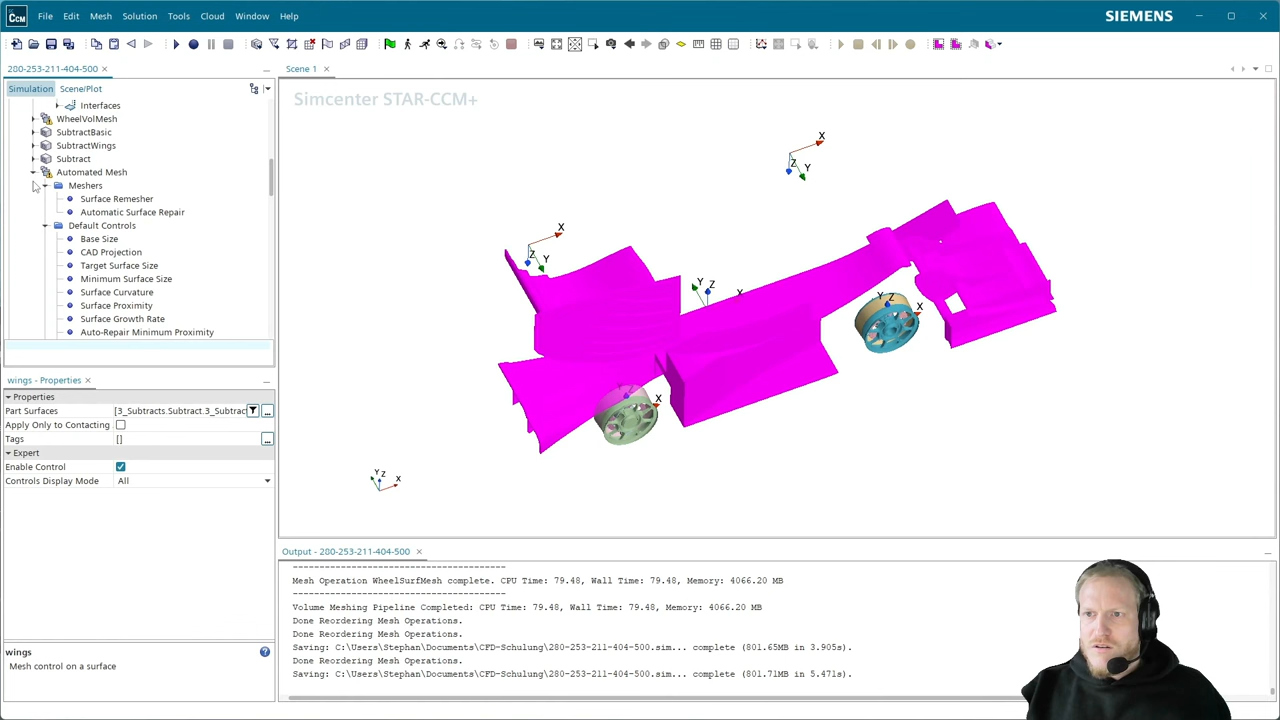 CCM File Edit Mesh Solution Tools Cloud Window Help SIEMENS
280-253-211-404-500
Scene 1
Simulation Scene/Plot
Interfaces
WheelVolMesh
SubtractBasic
SubtractWings
Subtract
Automated Mesh
Meshers
Surface Remesher
Automatic Surface Repair
Default Controls
Base Size
CAD Projection
Target Surface Size
Minimum Surface Size
Surface Curvature
Surface Proximity
Surface Growth Rate
Auto-Repair Minimum Proximity
Simcenter STAR-CCM+
X
Z Y
X
Z Y
Y Z
X
Y Z
X
X
Y Z X
wings - Properties
Properties
Part Surfaces [3_Subtracts.Subtract.3_Subtrac ...
Apply Only to Contacting
Tags [] ...
Expert
Enable Control
Controls Display Mode All
wings
Mesh control on a surface
Output - 280-253-211-404-500
------------------------------------------
Mesh Operation WheelSurfMesh complete. CPU Time: 79.48, Wall Time: 79.48, Memory: 4066.20 MB
------------------------------------------
Volume Meshing Pipeline Completed: CPU Time: 79.48, Wall Time: 79.48, Memory: 4066.20 MB
Done Reordering Mesh Operations.
Done Reordering Mesh Operations.
Saving: C:\Users\Stephan\Documents\CFD-Schulung\280-253-211-404-500.sim... complete (801.65MB in 3.905s).
Done Reordering Mesh Operations.
Saving: C:\Users\Stephan\Documents\CFD-Schulung\280-253-211-404-500.sim... complete (801.71MB in 5.471s).